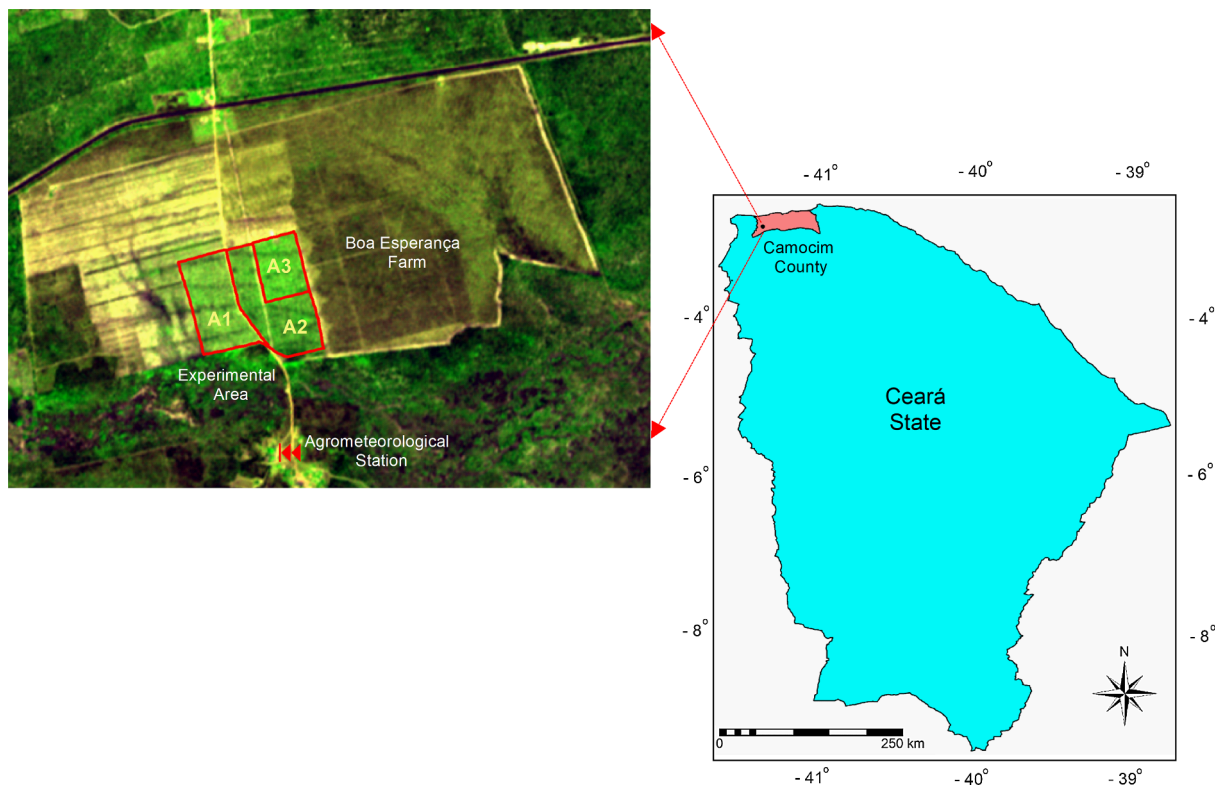 Boa Esperança
Farm
A3
A1
A2
Experimental
Area
Agrometeorological
Station
- 41°
- 40°
- 39°
Camocim
County
- 4°
- 4°
Ceará
State
- 6°
- 6°
- 8°
- 8°
N
0
250 km
- 41°
- 40°
- 39°